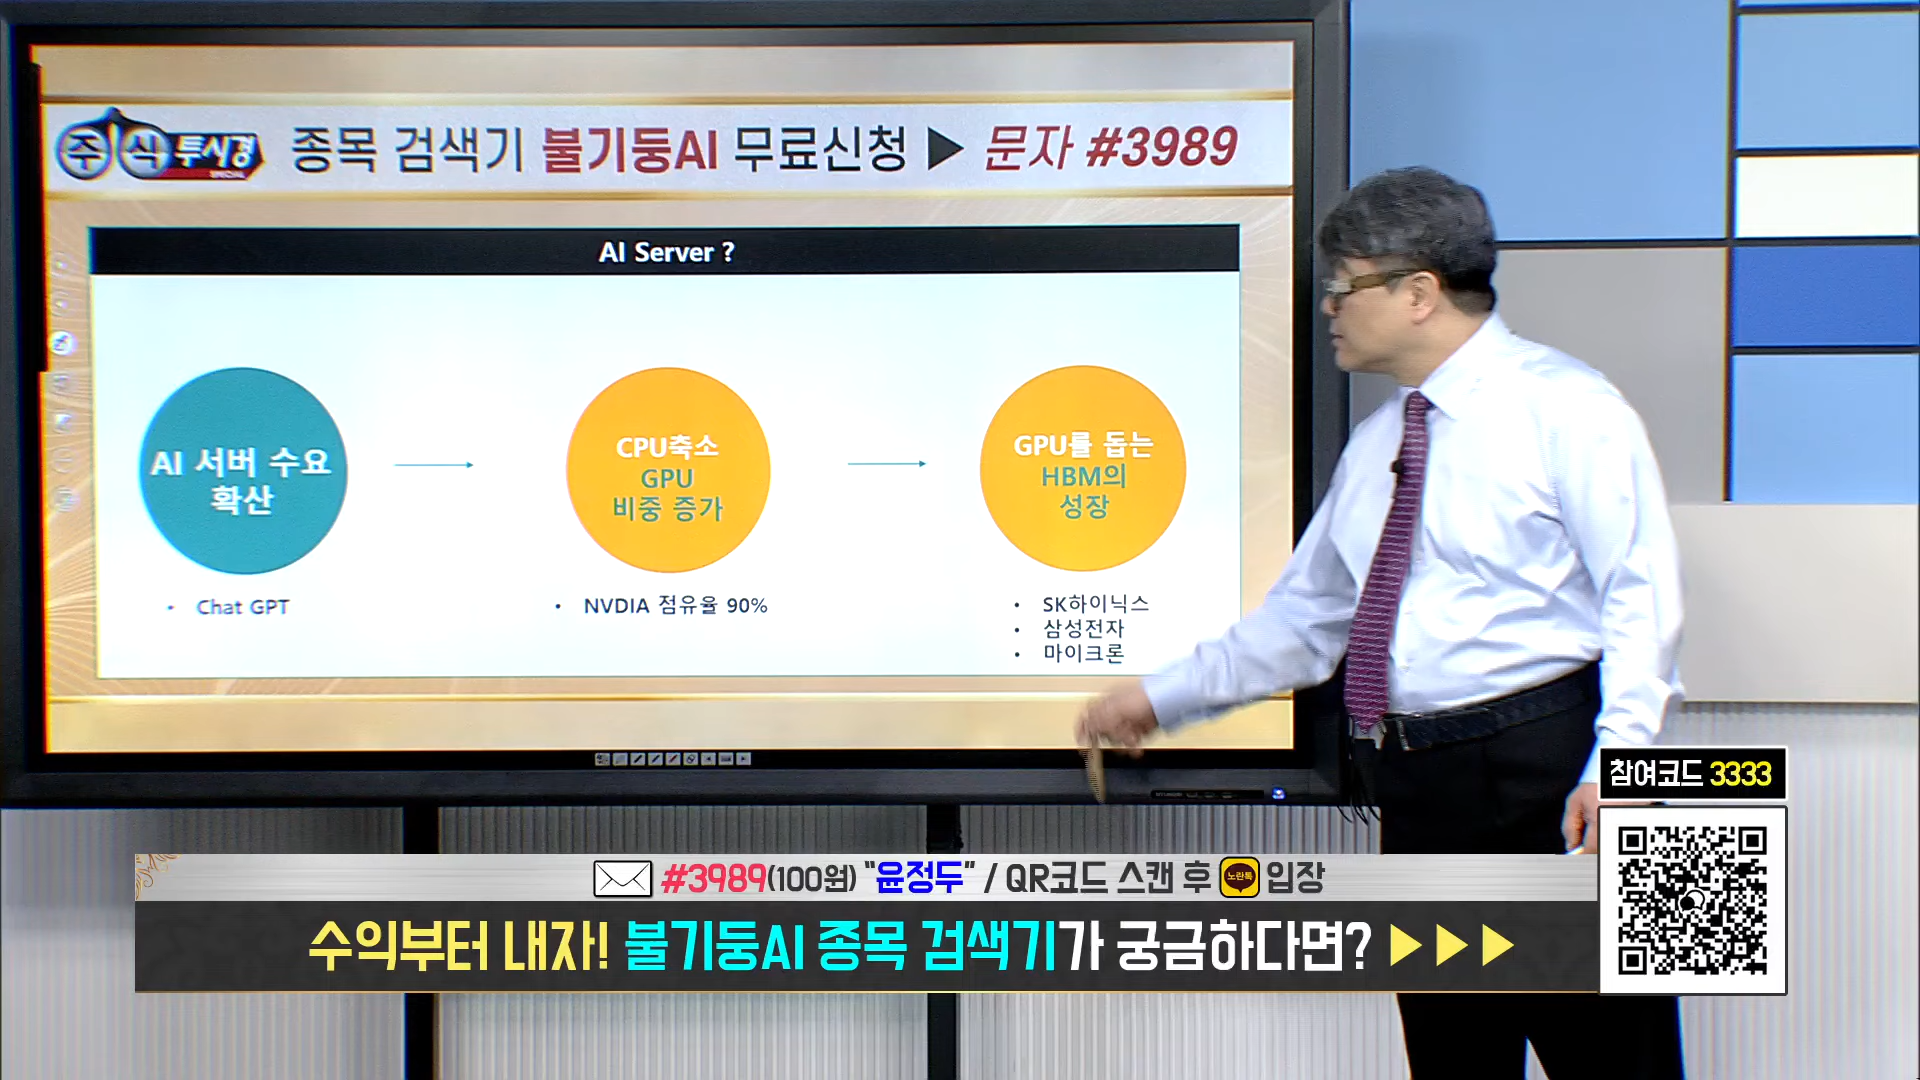 주식투시경
SPECIAL
종목 검색기 불기둥AI 무료신청 ▶ 문자 #3989
AI Server ?
AI 서버 수요
확산
• Chat GPT
CPU축소
GPU
비중 증가
• NVDIA 점유율 90%
GPU를 돕는
HBM의
성장
• SK하이닉스
• 삼성전자
• 마이크론
참여코드 3333
#3989(100원) "윤정두" / QR코드 스캔 후 노란톡 입장
수익부터 내자! 불기둥AI 종목 검색기가 궁금하다면? ▶ ▶ ▶